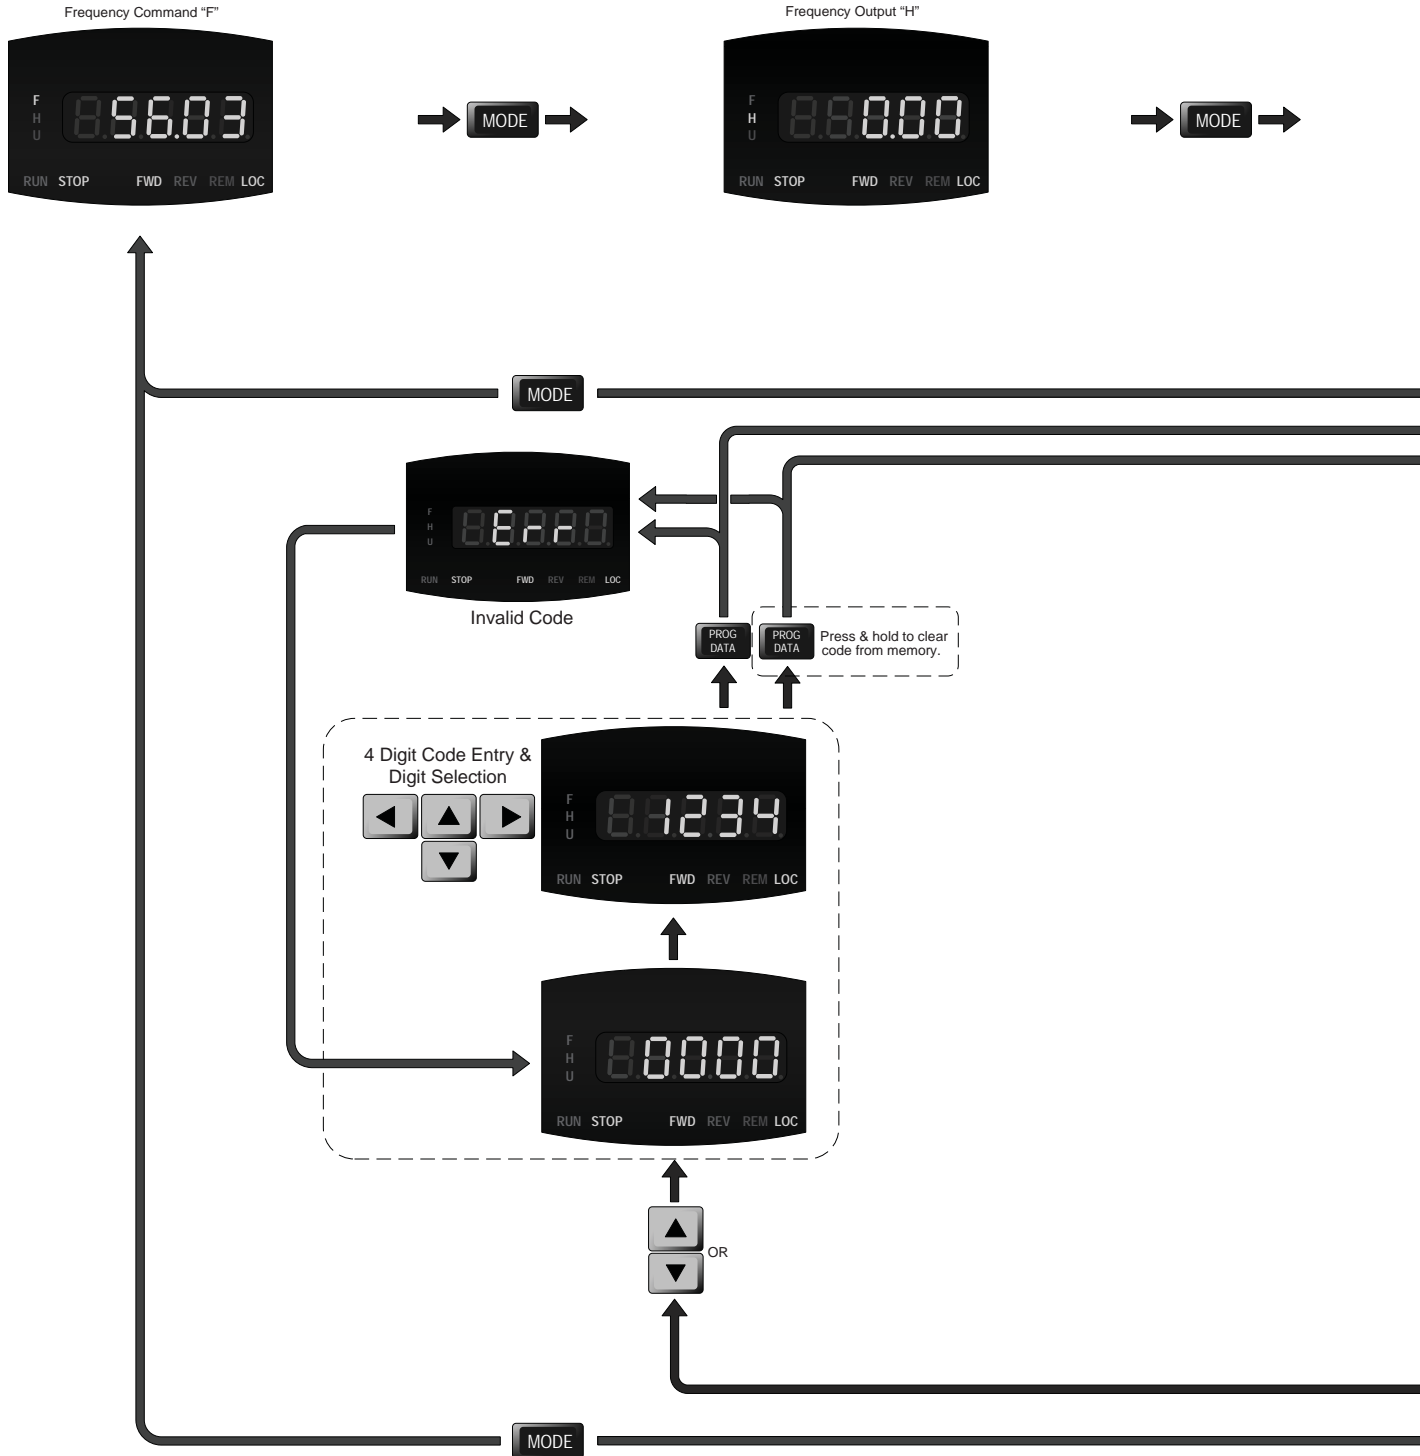 Frequency Command “F”
Frequency Output “H”
F
H
U
56.03
RUN STOP FWD REV REM LOC
MODE
F
H
U
0.00
RUN STOP FWD REV REM LOC
MODE
MODE
F
H
U
Err
RUN STOP FWD REV REM LOC
Invalid Code
PROG
DATA
PROG
DATA
Press & hold to clear
code from memory.
4 Digit Code Entry &
Digit Selection
F
H
U
1234
RUN STOP FWD REV REM LOC
F
H
U
0000
RUN STOP FWD REV REM LOC
OR
MODE